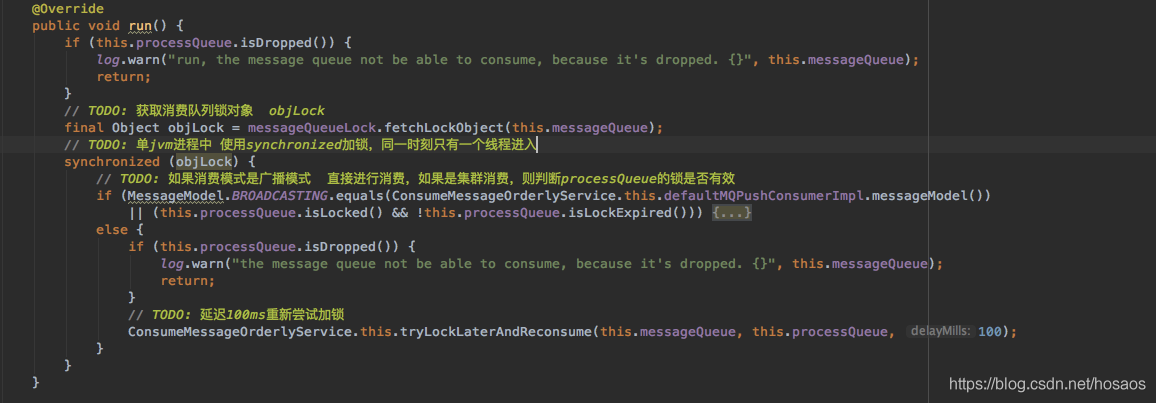 @Override
public void run() {
    if (this.processQueue.isDropped()) {
        log.warn("run, the message queue not be able to consume, because it's dropped. {}", this.messageQueue);
        return;
    }
    // TODO: 获取消费队列锁对象  objLock
    final Object objLock = messageQueueLock.fetchLockObject(this.messageQueue);
    // TODO: 单jvm进程中 使用synchronized加锁，同一时刻只有一个线程进入
    synchronized (objLock) {
        // TODO: 如果消费模式是广播模式  直接进行消费，如果是集群消费，则判断processQueue的锁是否有效
        if (MessageModel.BROADCASTING.equals(ConsumeMessageOrderlyService.this.defaultMQPushConsumerImpl.messageModel())
            || (this.processQueue.isLocked() && !this.processQueue.isLockExpired())) {...}
        else {
            if (this.processQueue.isDropped()) {
                log.warn("the message queue not be able to consume, because it's dropped. {}", this.messageQueue);
                return;
            }
            // TODO: 延迟100ms重新尝试加锁
            ConsumeMessageOrderlyService.this.tryLockLaterAndReconsume(this.messageQueue, this.processQueue, delayMills: 100);
        }
    }
}
https://blog.csdn.net/hosaos